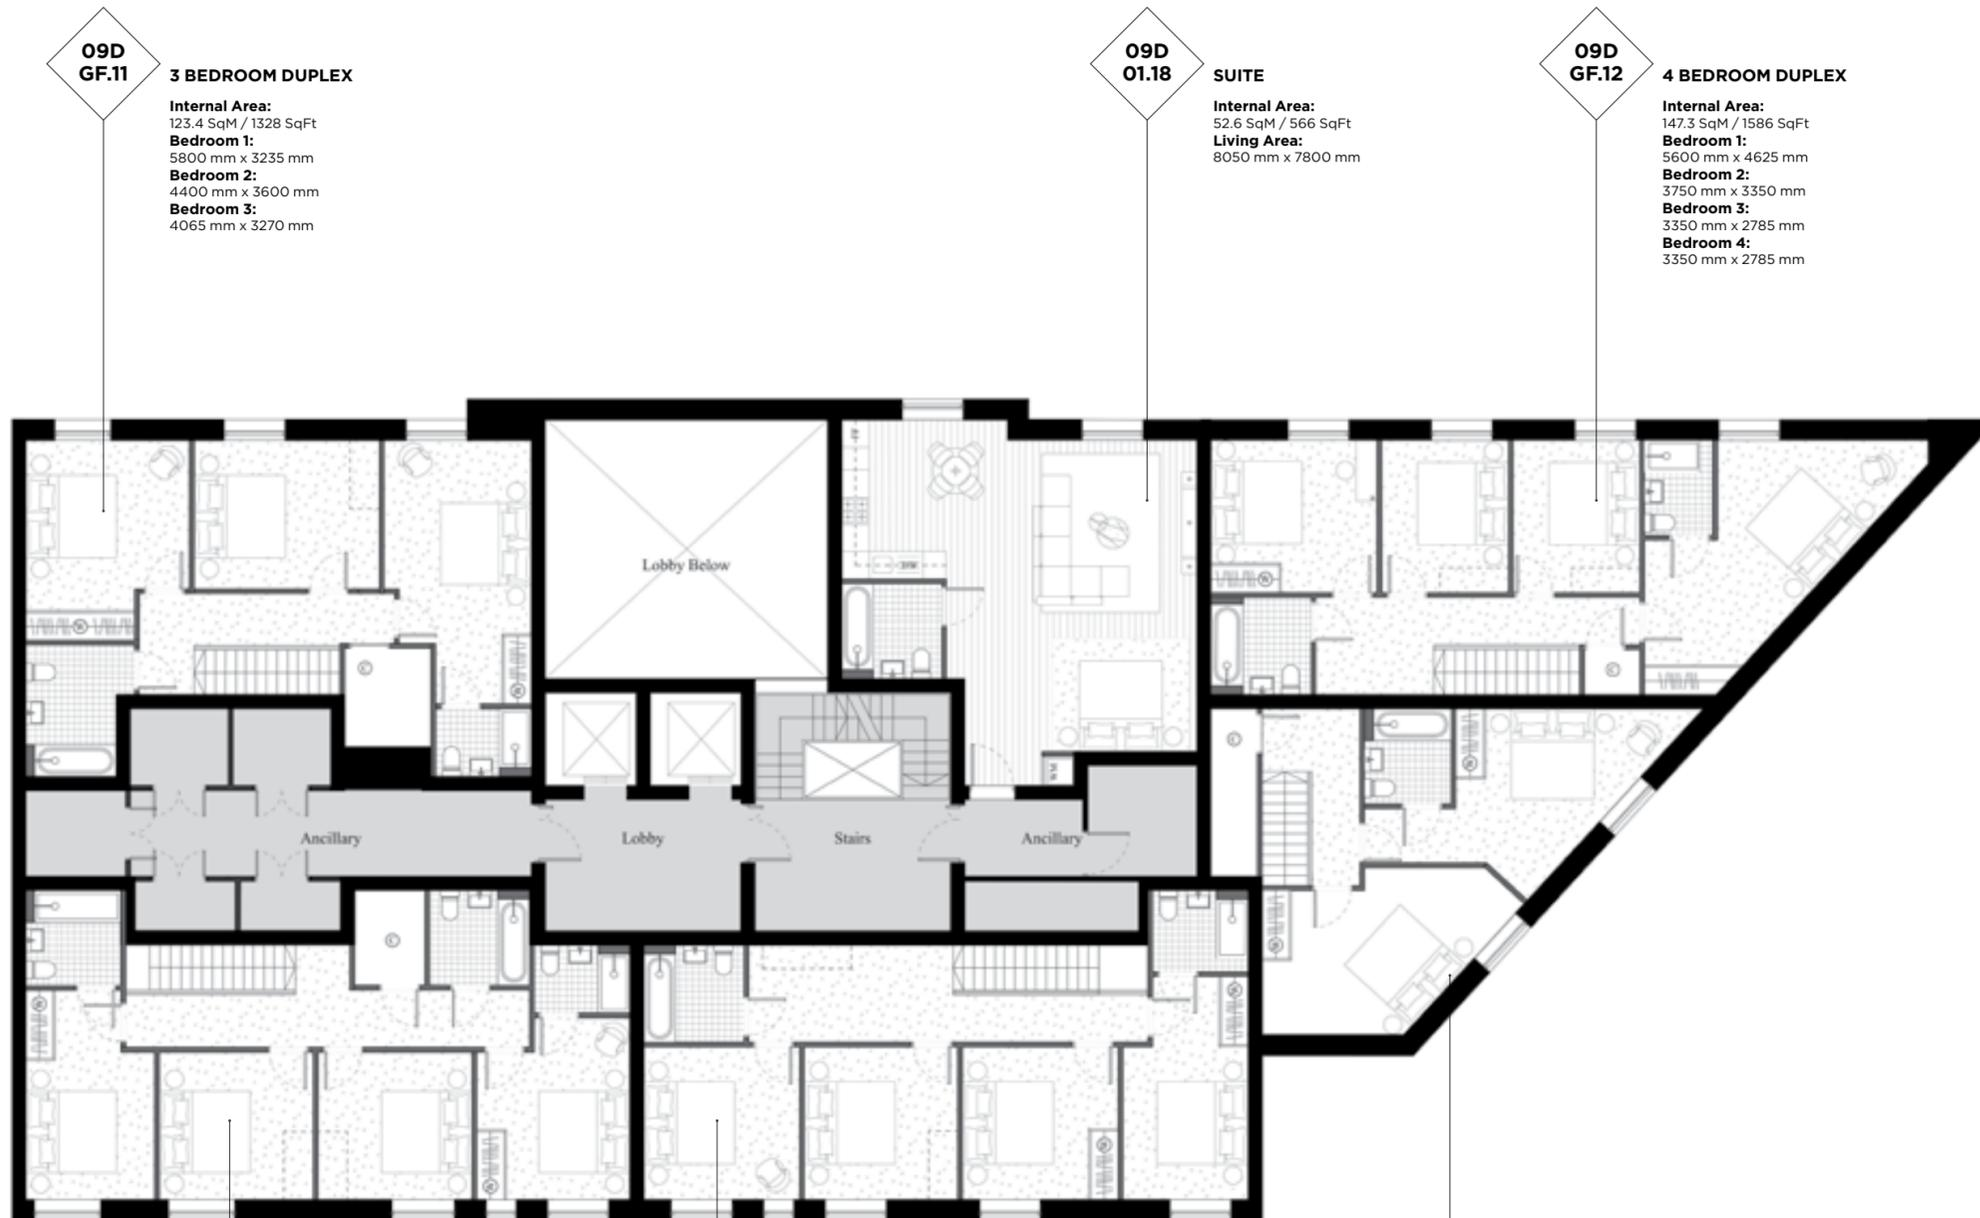 09D
GF.11
3 BEDROOM DUPLEX
Internal Area:
123.4 SqM / 1328 SqFt
Bedroom 1:
5800 mm x 3235 mm
Bedroom 2:
4400 mm x 3600 mm
Bedroom 3:
4065 mm x 3270 mm
09D
01.18
SUITE
Internal Area:
52.6 SqM / 566 SqFt
Living Area:
8050 mm x 7800 mm
09D
GF.12
4 BEDROOM DUPLEX
Internal Area:
147.3 SqM / 1586 SqFt
Bedroom 1:
5600 mm x 4625 mm
Bedroom 2:
3750 mm x 3350 mm
Bedroom 3:
3350 mm x 2785 mm
Bedroom 4:
3350 mm x 2785 mm
Lobby Below
WM
Ancillary
Lobby
Stairs
Ancillary